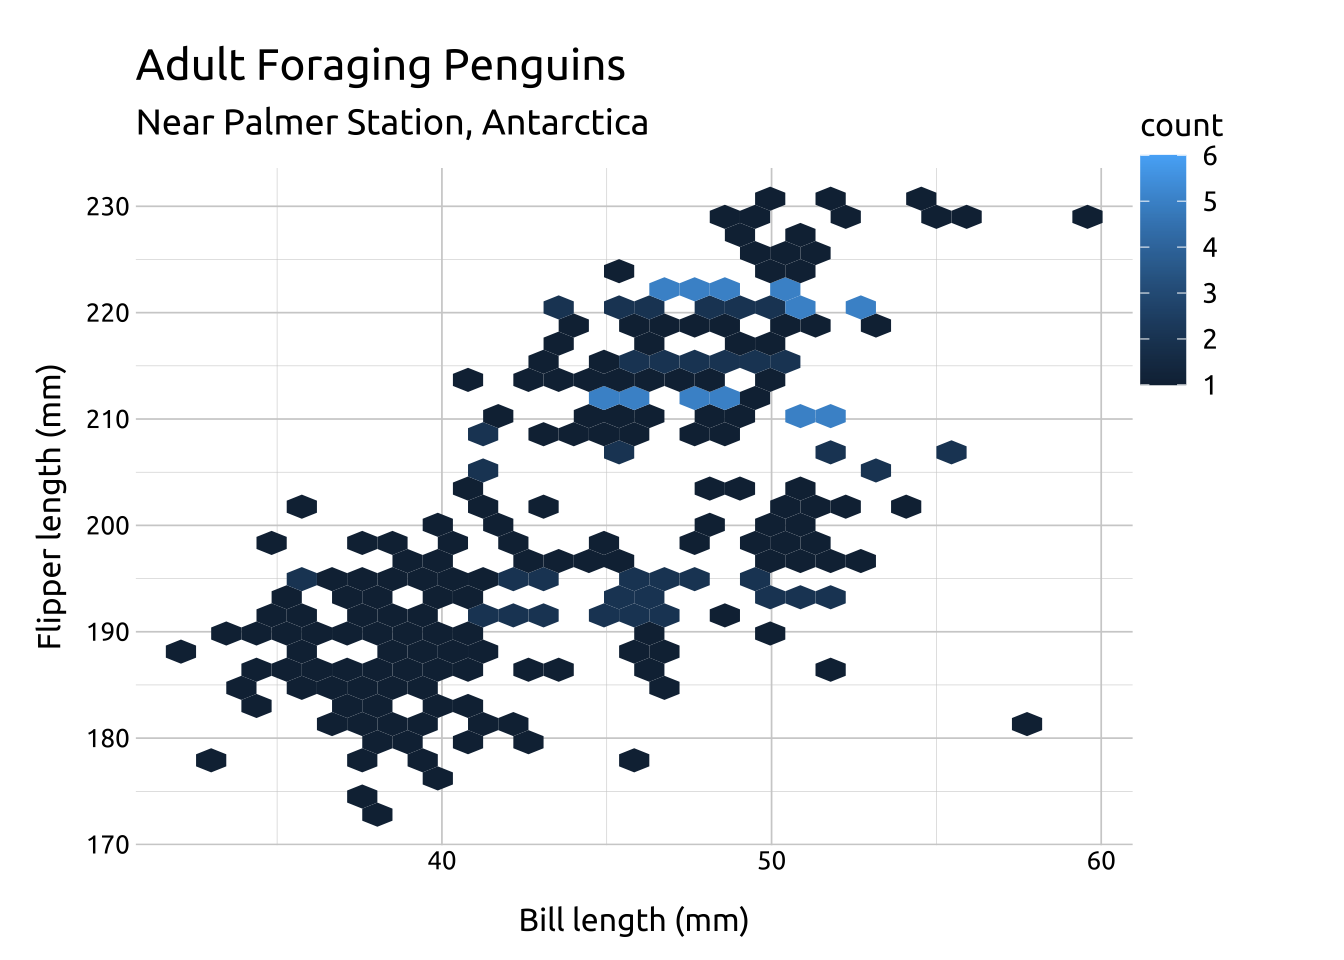 Adult Foraging Penguins
Near Palmer Station, Antarctica
count
6
5
4
3
2
1
Flipper length (mm)
230
220
210
200
190
180
170
40 50 60
Bill length (mm)